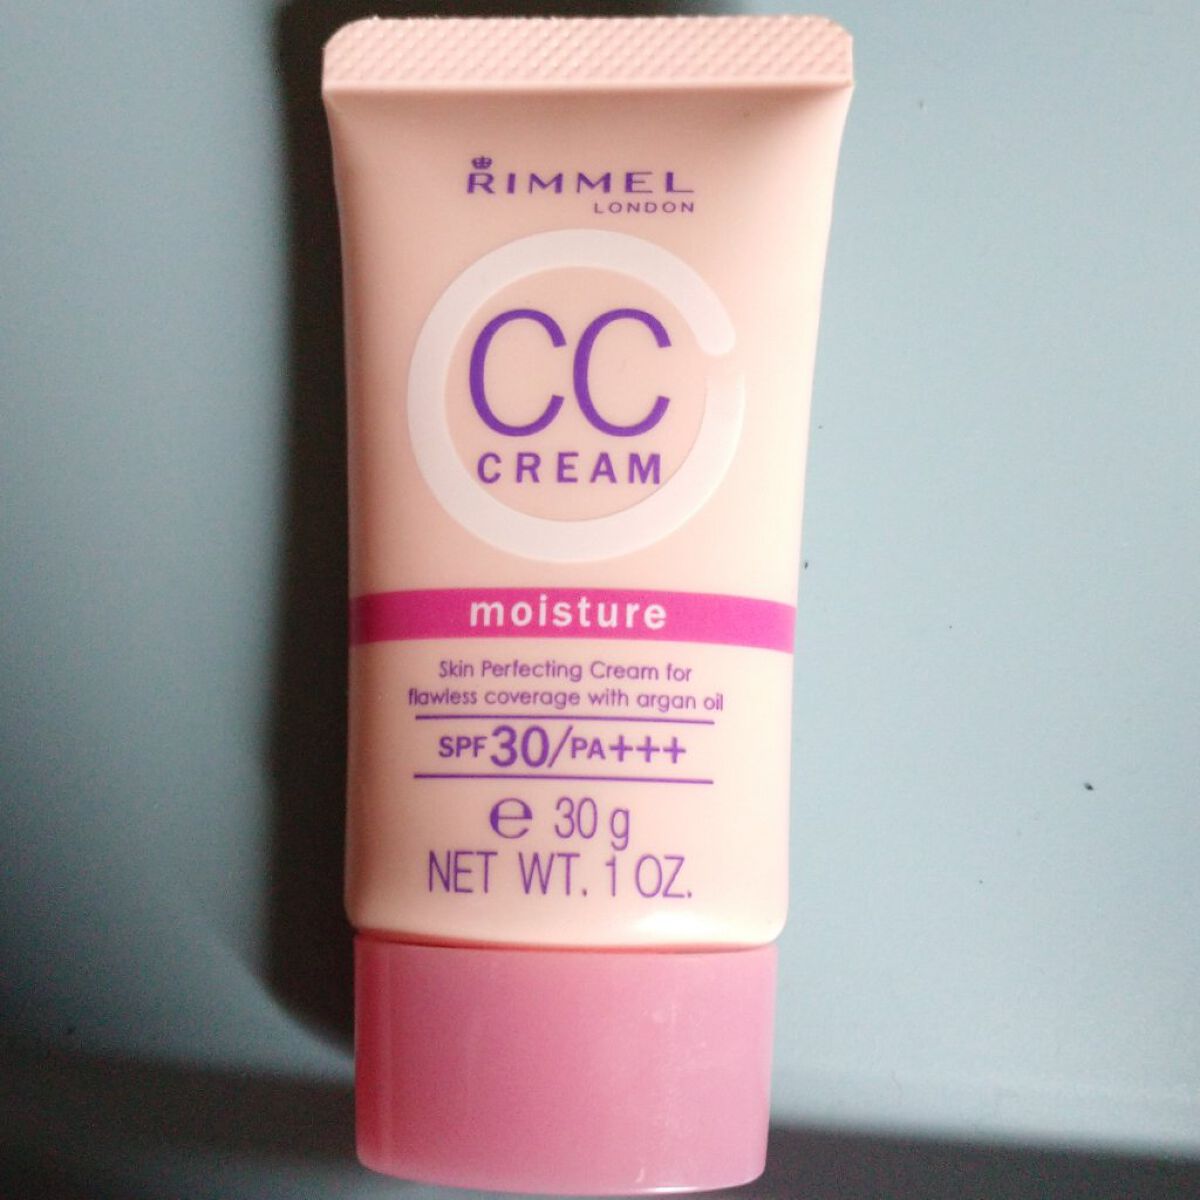 RIMMEL
LONDON
CC
CREAM
moisture
Skin Perfecting Cream for
flawless coverage with argan oil
SPF30/PA+++
℮ 30 g
NET WT. 1 OZ.